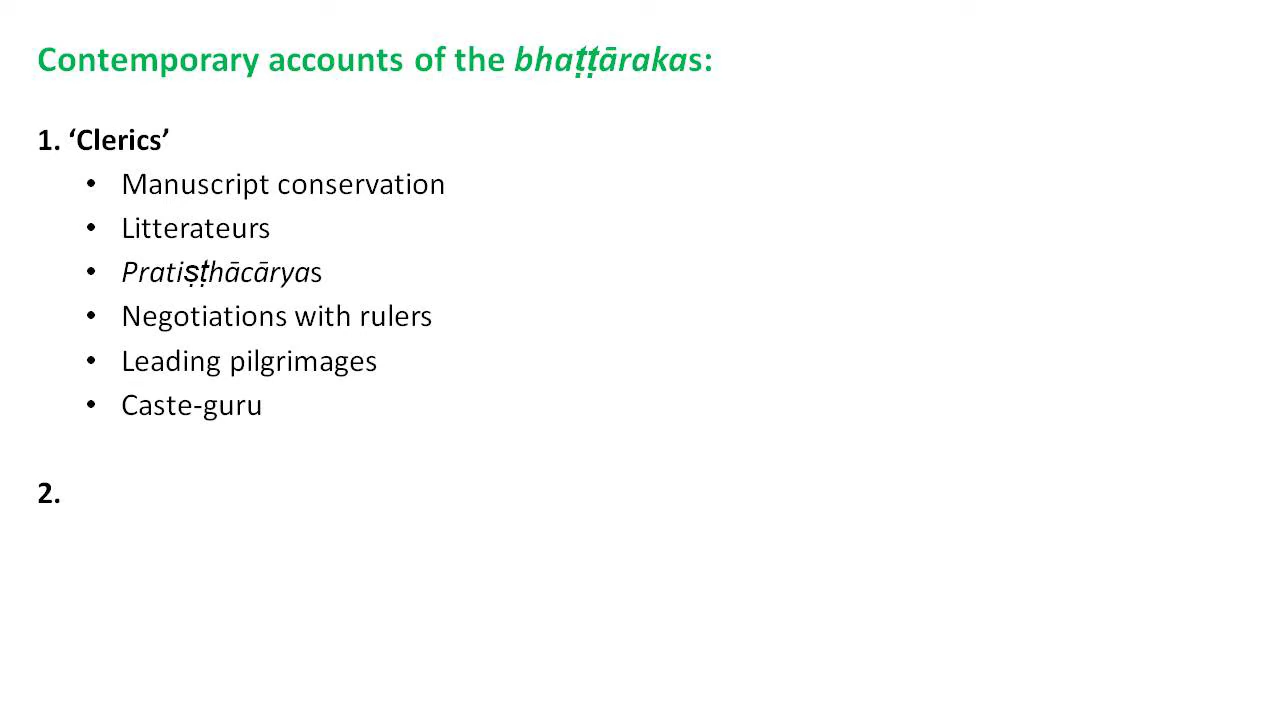 Contemporary accounts of the bhaṭṭārakas:
1. ‘Clerics’
• Manuscript conservation
• Litterateurs
• Pratiṣṭhācāryas
• Negotiations with rulers
• Leading pilgrimages
• Caste-guru
2.